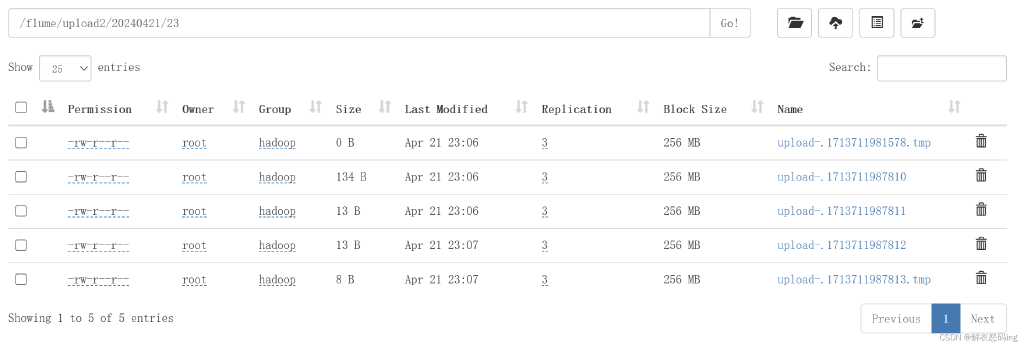 /flume/upload2/20240421/23 Go!
Show 25 entries Search:
Permission Owner Group Size Last Modified Replication Block Size Name
-rw-r--r-- root hadoop 0 B Apr 21 23:06 3 256 MB upload-.1713711981578.tmp
-rw-r--r-- root hadoop 134 B Apr 21 23:06 3 256 MB upload-.1713711987810
-rw-r--r-- root hadoop 13 B Apr 21 23:06 3 256 MB upload-.1713711987811
-rw-r--r-- root hadoop 13 B Apr 21 23:07 3 256 MB upload-.1713711987812
-rw-r--r-- root hadoop 8 B Apr 21 23:07 3 256 MB upload-.1713711987813.tmp
Showing 1 to 5 of 5 entries Previous 1 Next
CSDN @鲜衣怒码ing